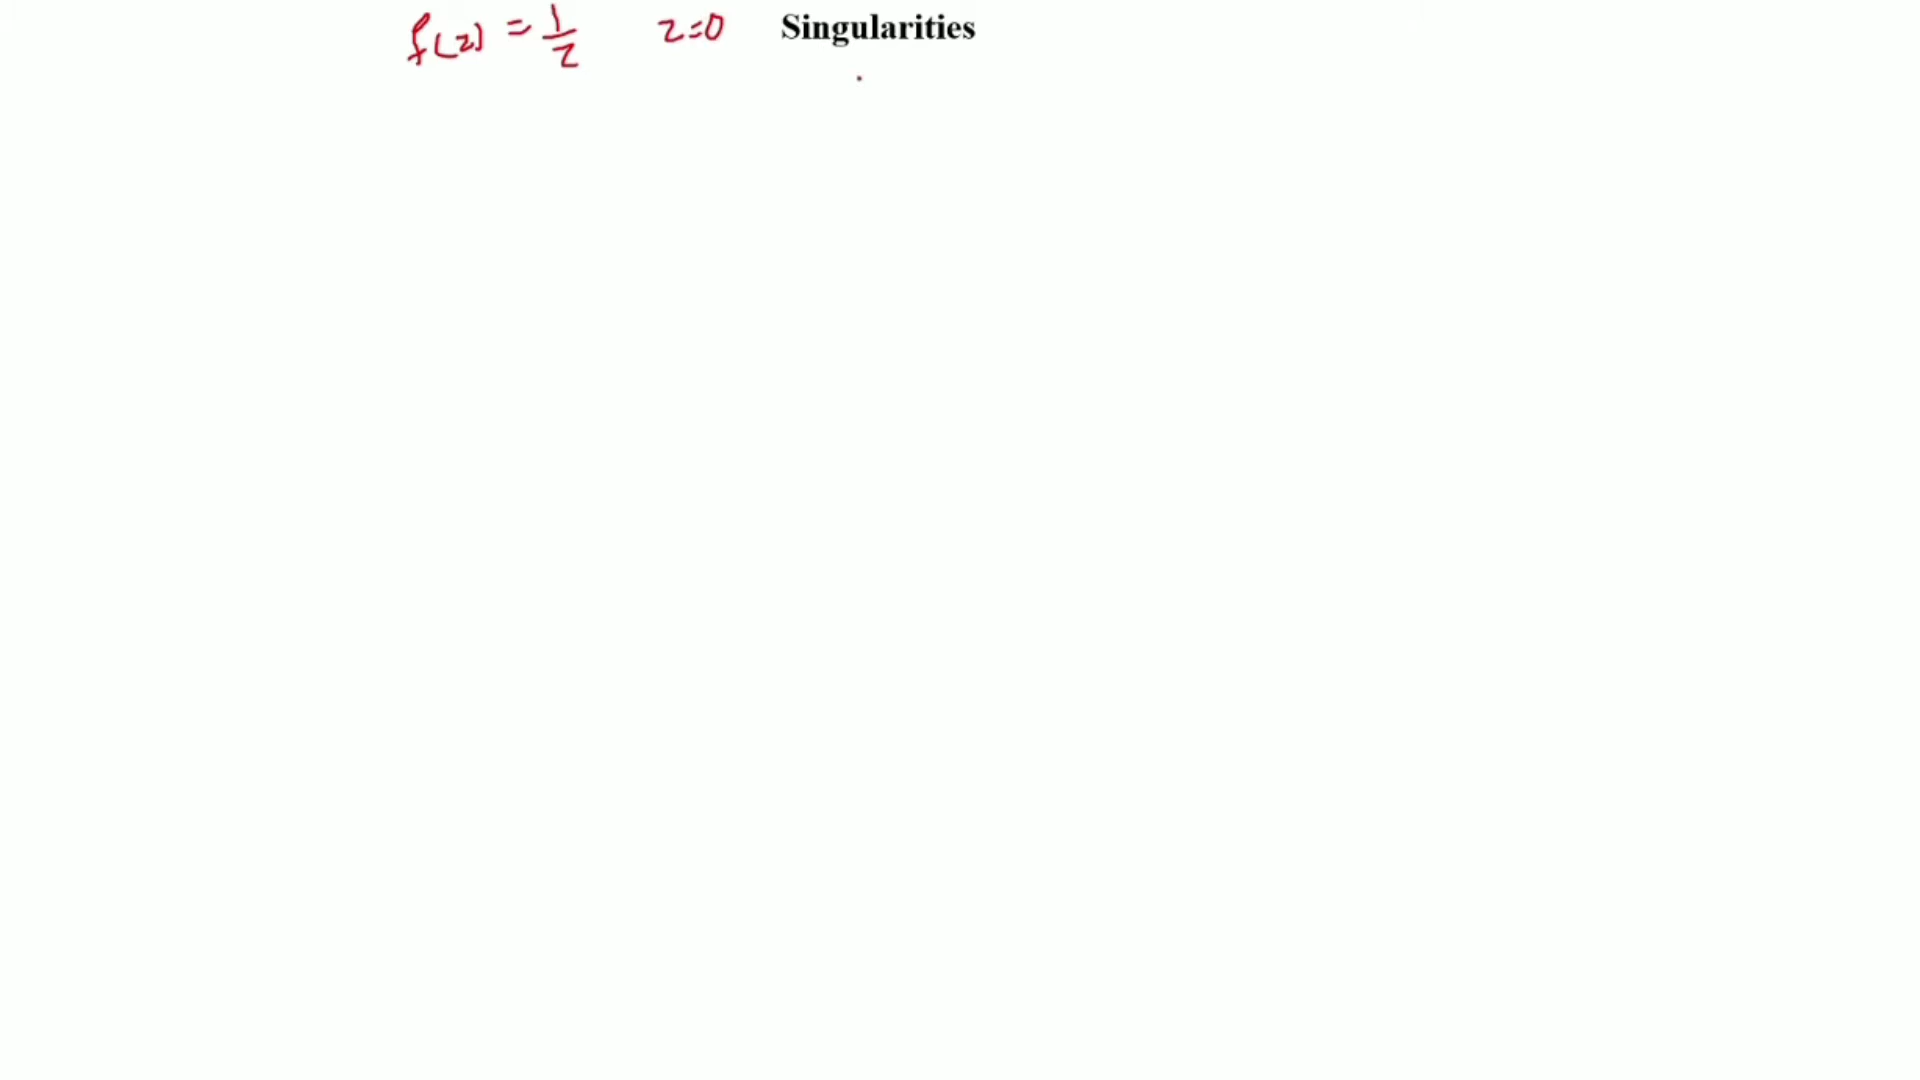 f(z) = 1/z z=0 Singularities